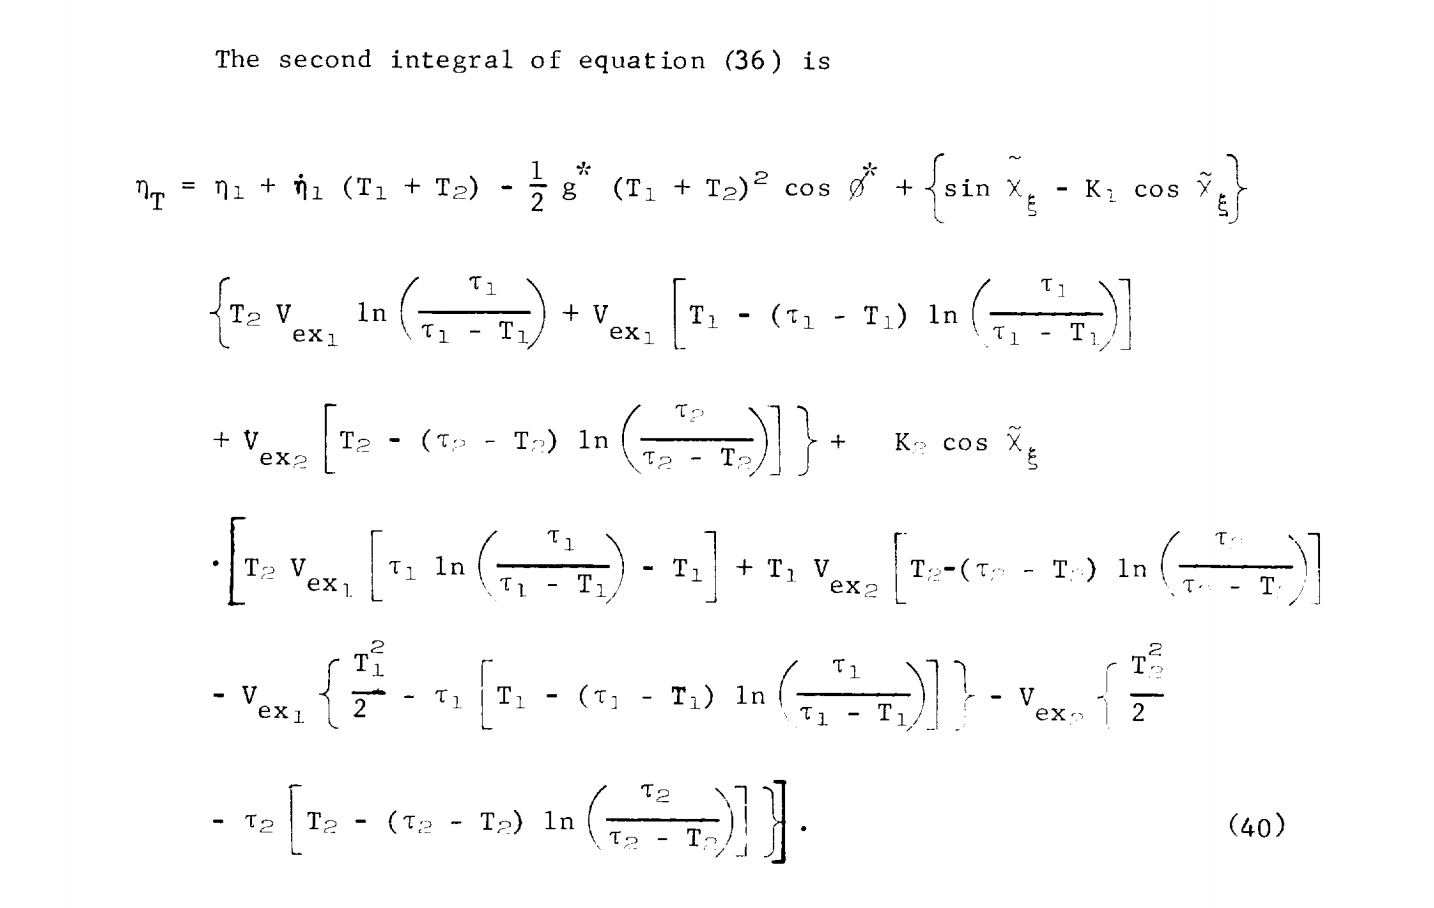 The second integral of equation (36) is
η_T = η₁ + η̇₁ (T₁ + T₂) - 1/2 g* (T₁ + T₂)² cos ø* + {sin χ̃_ξ - K₁ cos χ̃_ξ}
{T₂ V_ex₁ ln (τ₁/(τ₁ - T₁)) + V_ex₁ [T₁ - (τ₁ - T₁) ln (τ₁/(τ₁ - T₁))]
+ V_ex₂ [T₂ - (τ₂ - T₂) ln (τ₂/(τ₂ - T₂))]} + K₂ cos χ̃_ξ
·[T₂ V_ex₁ [τ₁ ln (τ₁/(τ₁ - T₁)) - T₁] + T₁ V_ex₂ [T₂-(τ₂ - T₂) ln (τ₂/(τ₂ - T₂))]
- V_ex₁ {T₁²/2 - τ₁ [T₁ - (τ₁ - T₁) ln (τ₁/(τ₁ - T₁))]} - V_ex₂ {T₂²/2
- τ₂ [T₂ - (τ₂ - T₂) ln (τ₂/(τ₂ - T₂))]}]. (40)